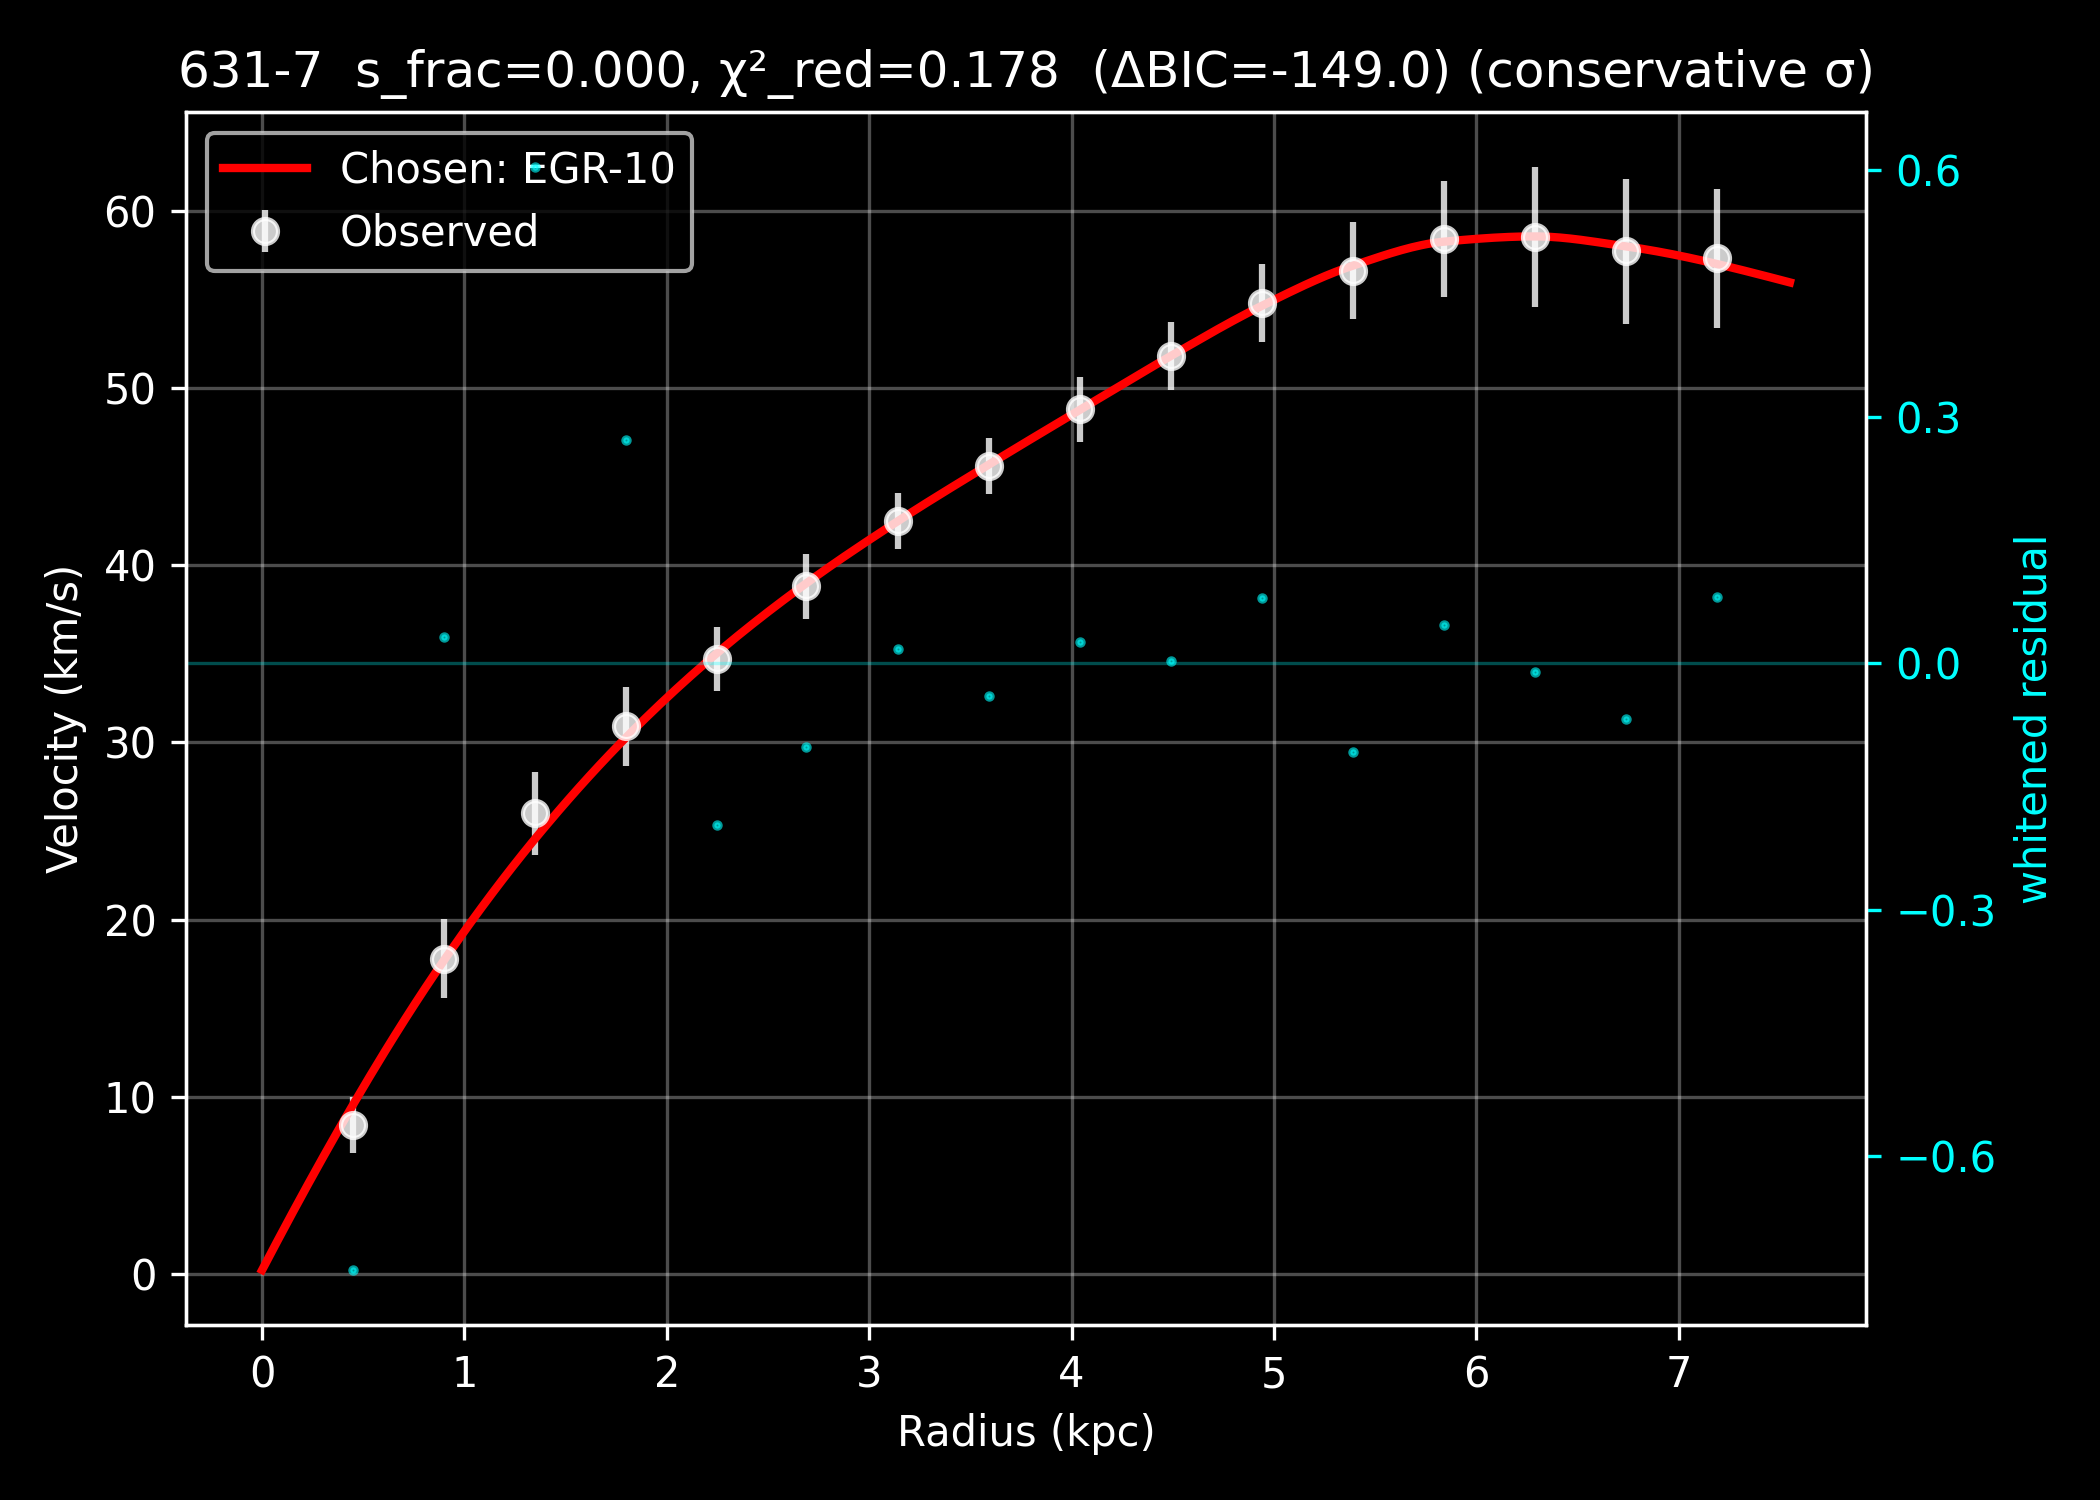 631-7 s_frac=0.000, χ²_red=0.178 (ΔBIC=-149.0) (conservative σ)
Chosen: EGR-10
Observed
Velocity (km/s)
60
50
40
30
20
10
0
0 1 2 3 4 5 6 7
Radius (kpc)
0.6
0.3
0.0
−0.3
−0.6
whitened residual